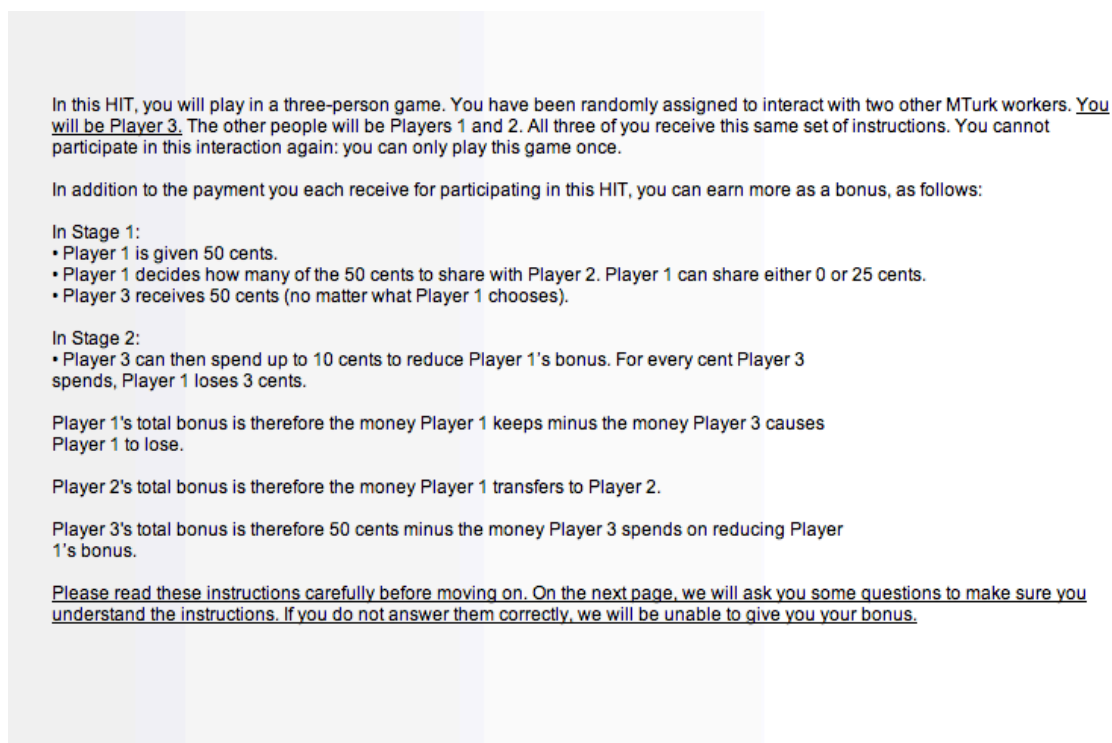 In this HIT, you will play in a three-person game. You have been randomly assigned to interact with two other MTurk workers. You
will be Player 3. The other people will be Players 1 and 2. All three of you receive this same set of instructions. You cannot
participate in this interaction again: you can only play this game once.
In addition to the payment you each receive for participating in this HIT, you can earn more as a bonus, as follows:
In Stage 1:
• Player 1 is given 50 cents.
• Player 1 decides how many of the 50 cents to share with Player 2. Player 1 can share either 0 or 25 cents.
• Player 3 receives 50 cents (no matter what Player 1 chooses).
In Stage 2:
• Player 3 can then spend up to 10 cents to reduce Player 1's bonus. For every cent Player 3
spends, Player 1 loses 3 cents.
Player 1's total bonus is therefore the money Player 1 keeps minus the money Player 3 causes
Player 1 to lose.
Player 2's total bonus is therefore the money Player 1 transfers to Player 2.
Player 3's total bonus is therefore 50 cents minus the money Player 3 spends on reducing Player
1's bonus.
Please read these instructions carefully before moving on. On the next page, we will ask you some questions to make sure you
understand the instructions. If you do not answer them correctly, we will be unable to give you your bonus.